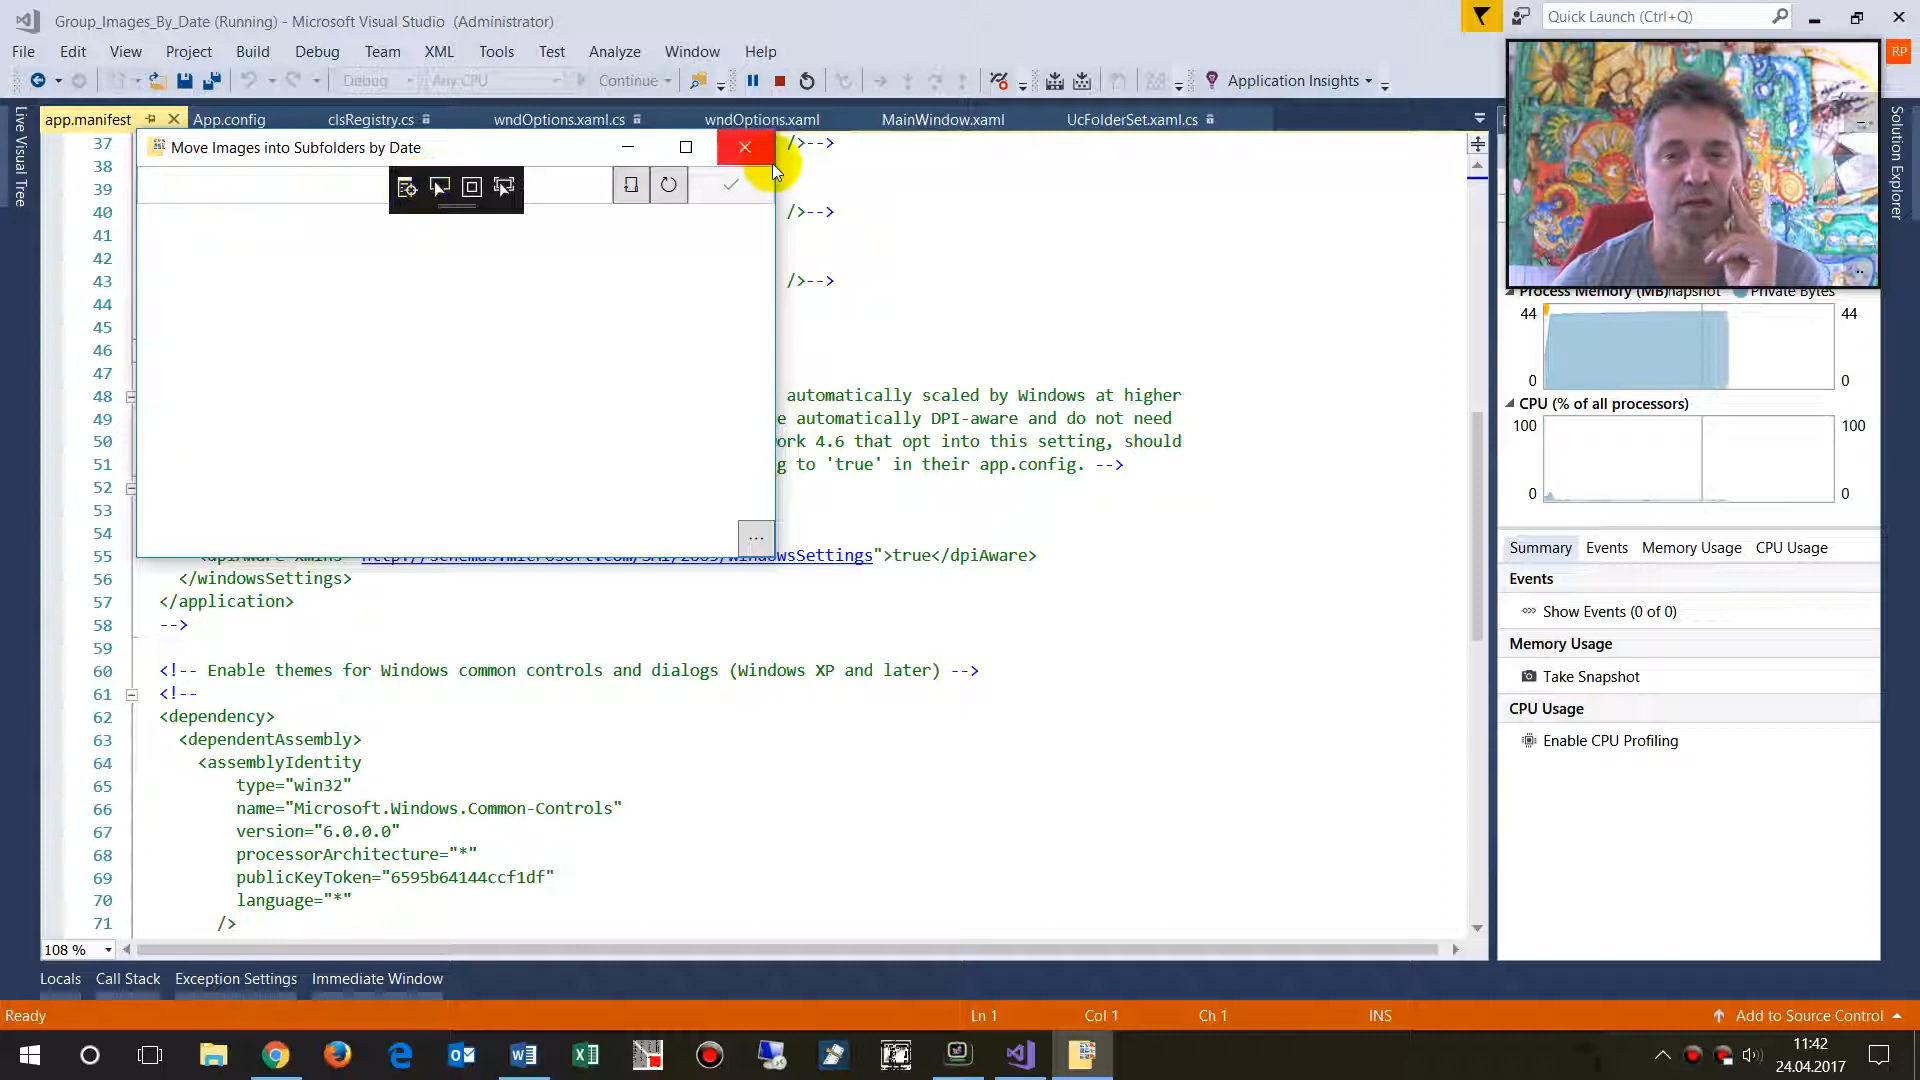 Group_Images_By_Date (Running) - Microsoft Visual Studio (Administrator)
Quick Launch (Ctrl+Q)
File Edit View Project Build Debug Team XML Tools Test Analyze Window Help
RP
Debug Any CPU Continue Application Insights
Live Visual Tree
app.manifest App.config clsRegistry.cs wndOptions.xaml.cs wndOptions.xaml MainWindow.xaml UcFolderSet.xaml.cs
Solution Explorer
Move Images into Subfolders by Date
37 />-->
38
39
40 />-->
41
42
43 />-->
44
45
46
47
48 automatically scaled by Windows at higher
49 e automatically DPI-aware and do not need
50 ork 4.6 that opt into this setting, should
51 g to 'true' in their app.config. -->
52
53
54
...
55 windowsSettings">true</dpiAware>
56 </windowsSettings>
57 </application>
58 -->
59
60 <!-- Enable themes for Windows common controls and dialogs (Windows XP and later) -->
61 <!--
62 <dependency>
63 <dependentAssembly>
64 <assemblyIdentity
65 type="win32"
66 name="Microsoft.Windows.Common-Controls"
67 version="6.0.0.0"
68 processorArchitecture="*"
69 publicKeyToken="6595b64144ccf1df"
70 language="*"
71 />
108 %
Process Memory (MB) napshot Private Bytes
44 44
0 0
CPU (% of all processors)
100 100
0 0
Summary Events Memory Usage CPU Usage
Events
Show Events (0 of 0)
Memory Usage
Take Snapshot
CPU Usage
Enable CPU Profiling
Locals Call Stack Exception Settings Immediate Window
Ready Ln 1 Col 1 Ch 1 INS Add to Source Control
11:42
24.04.2017